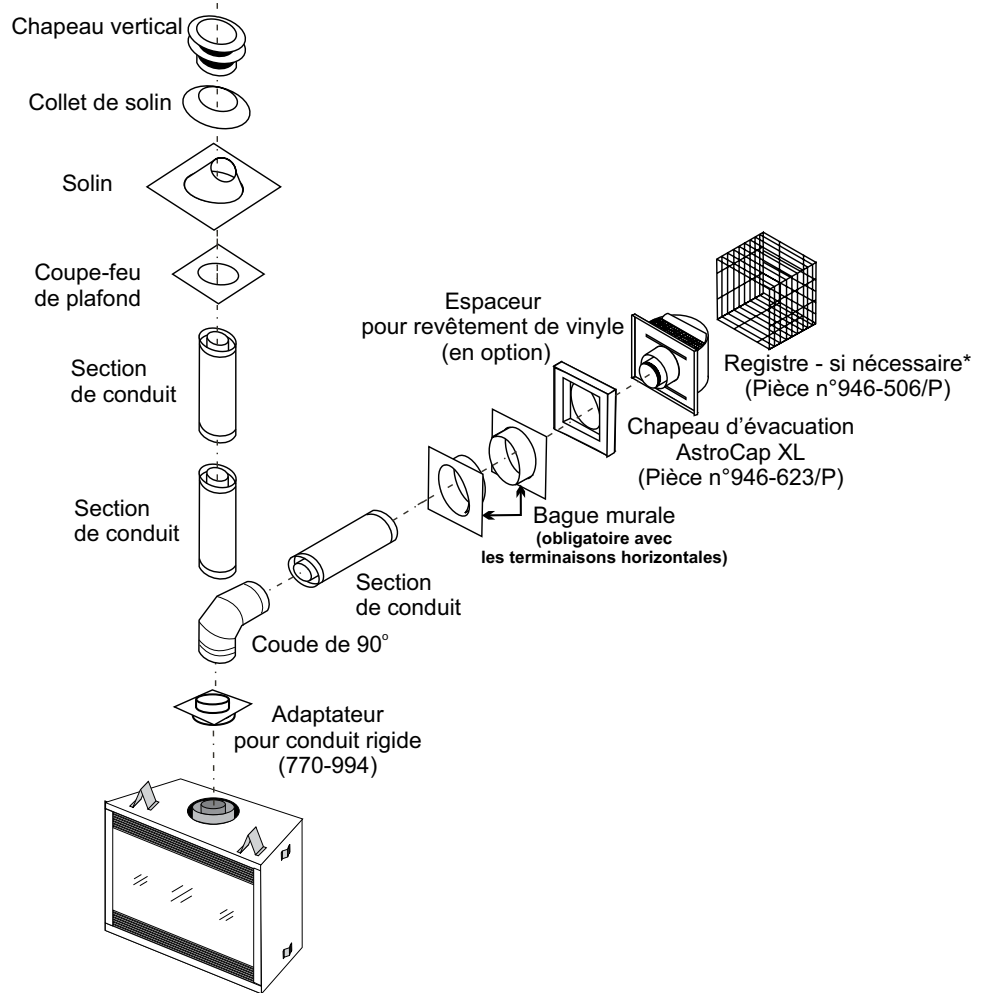 Chapeau vertical
Collet de solin
Solin
Coupe-feu
de plafond
Section
de conduit
Section
de conduit
Espaceur
pour revêtement de vinyle
(en option)
Registre - si nécessaire*
(Pièce n°946-506/P)
Chapeau d’évacuation
AstroCap XL
(Pièce n°946-623/P)
Bague murale
(obligatoire avec
les terminaisons horizontales)
Section
de conduit
Coude de 90°
Adaptateur
pour conduit rigide
(770-994)